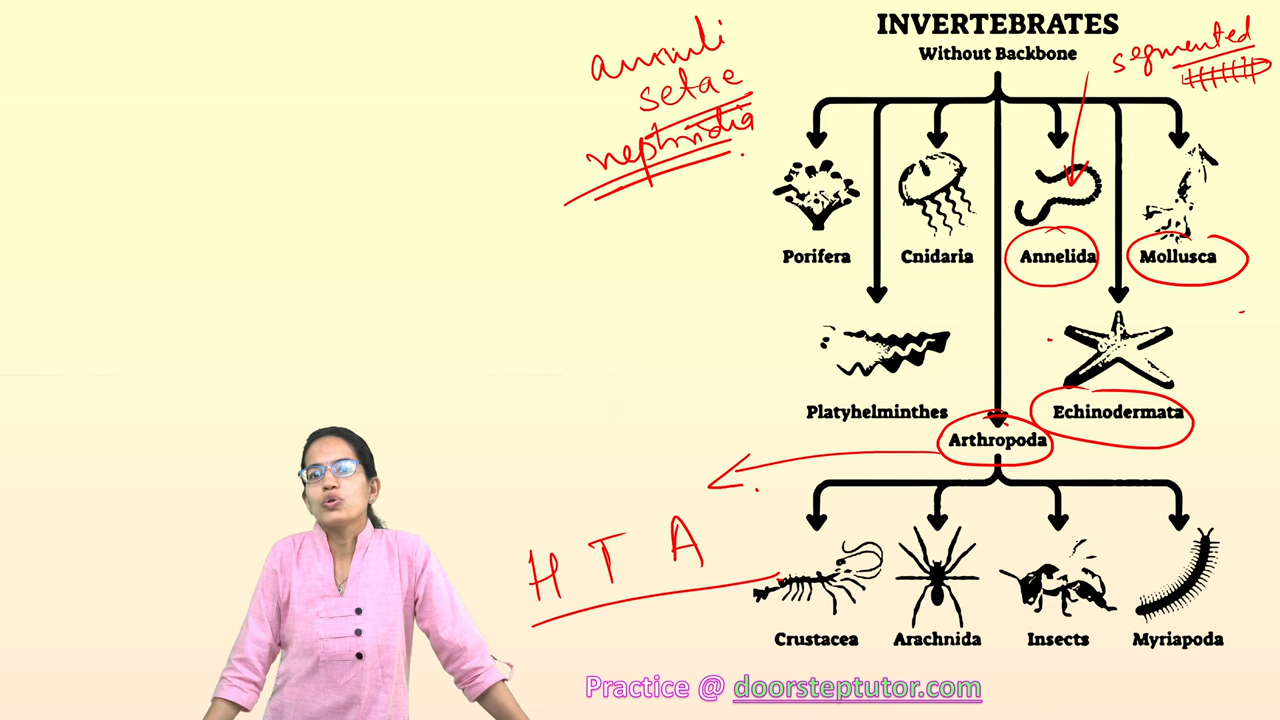 INVERTEBRATES
Without Backbone
annuli
setae
nephridia
segmented
Porifera
Cnidaria
Annelida
Mollusca
Platyhelminthes
Echinodermata
Arthropoda
H T A
Crustacea
Arachnida
Insects
Myriapoda
Practice @ doorsteptutor.com